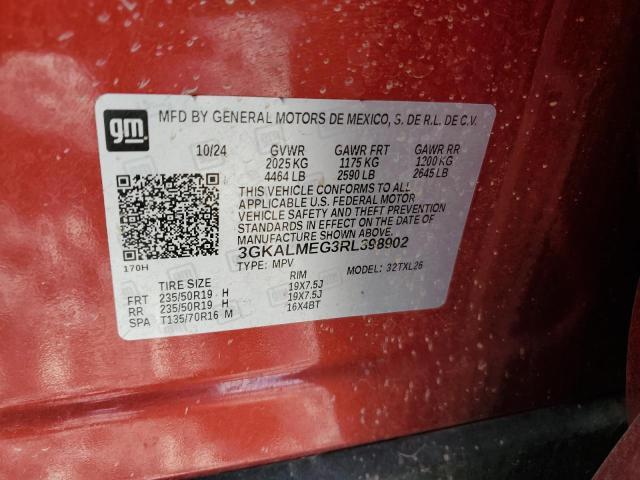 gm
MFD BY GENERAL MOTORS DE MEXICO, S. DE R.L. DE C.V.
10/24 GVWR GAWR FRT GAWR RR
2025 KG 1175 KG 1200 KG
4464 LB 2590 LB 2645 LB
THIS VEHICLE CONFORMS TO ALL
APPLICABLE U.S. FEDERAL MOTOR
VEHICLE SAFETY AND THEFT PREVENTION
STANDARDS IN EFFECT ON THE DATE OF
MANUFACTURE SHOWN ABOVE.
3GKALMEG3RL398902
170H TYPE: MPV MODEL: 32TXL26
TIRE SIZE RIM
FRT 235/50R19 H 19X7.5J
RR 235/50R19 H 19X7.5J
SPA T135/70R16 M 16X4BT